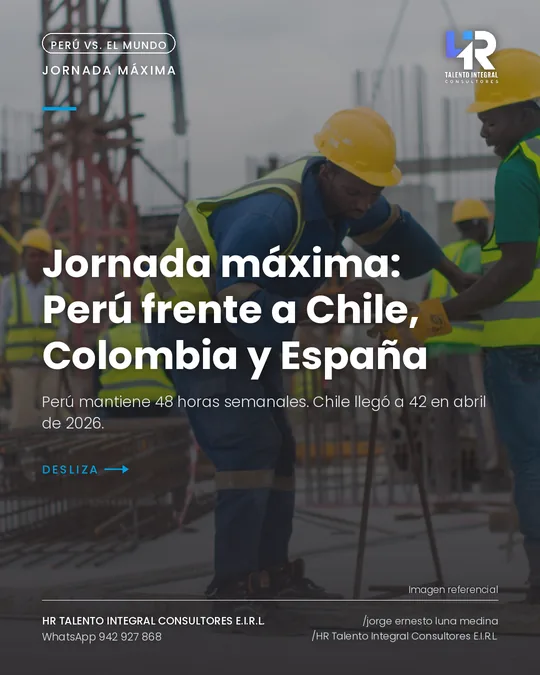 PERÚ VS. EL MUNDO
JORNADA MÁXIMA
HR
TALENTO INTEGRAL
CONSULTORES
Jornada máxima:
Perú frente a Chile,
Colombia y España
Perú mantiene 48 horas semanales. Chile llegó a 42 en abril
de 2026.
DESLIZA
Imagen referencial
HR TALENTO INTEGRAL CONSULTORES E.I.R.L.
WhatsApp 942 927 868
/jorge ernesto luna medina
/HR Talento Integral Consultores E.I.R.L